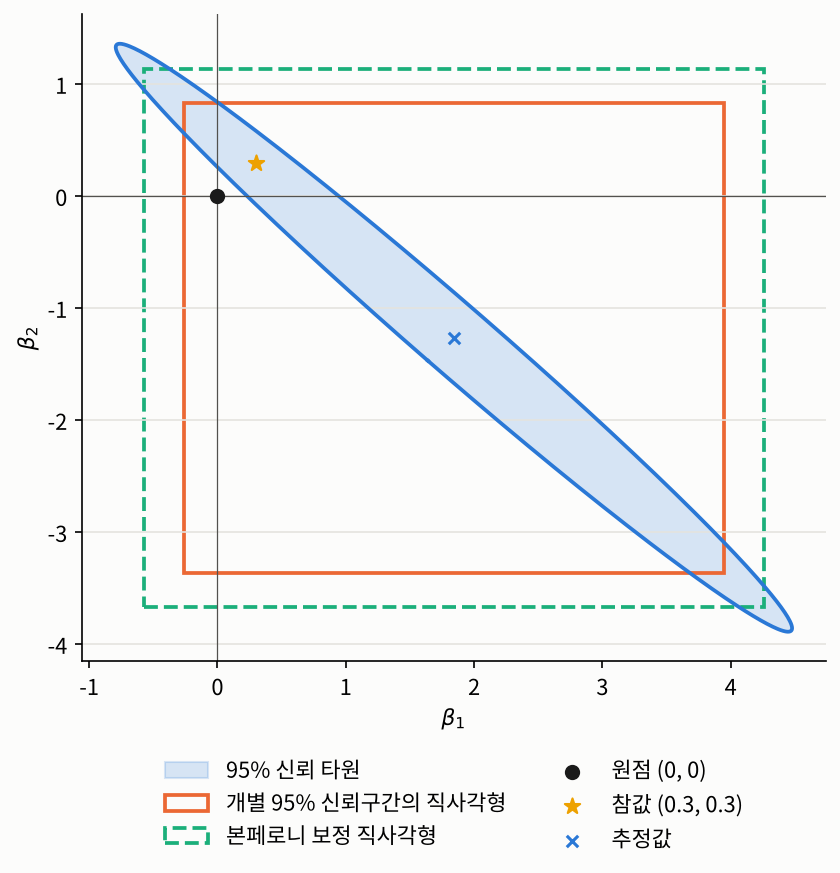 1
0
-1
-2
-3
-4
β₂
-1 0 1 2 3 4
β₁
95% 신뢰 타원
개별 95% 신뢰구간의 직사각형
본페로니 보정 직사각형
원점 (0, 0)
참값 (0.3, 0.3)
추정값